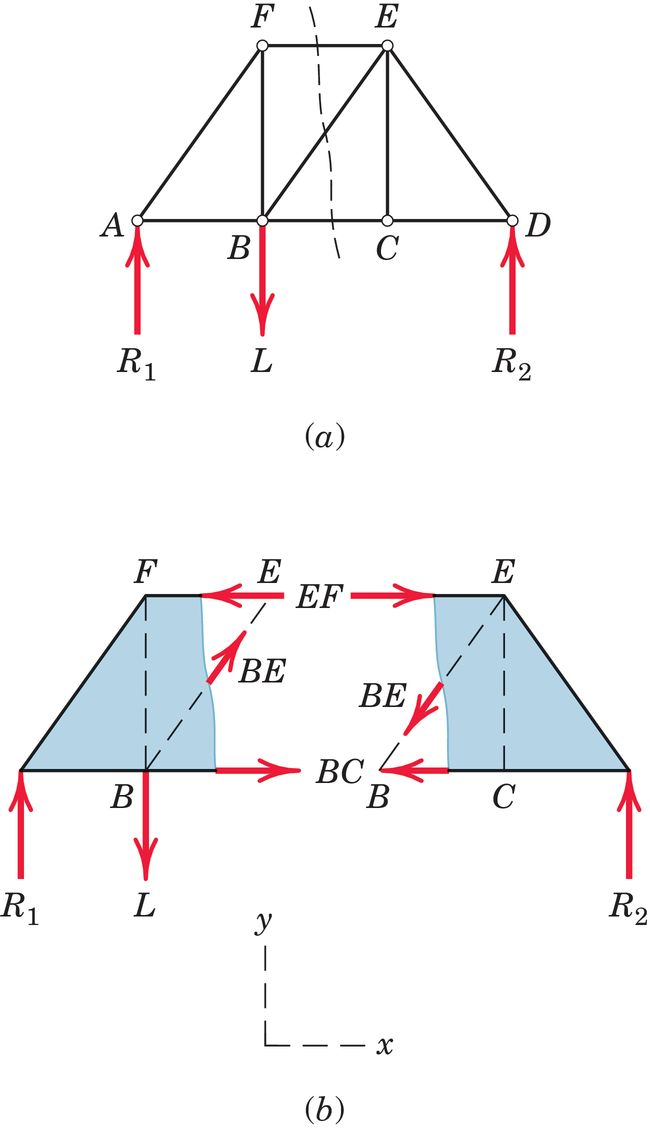 F E
A B C D
R₁ L R₂
(a)
F E EF E
BE BE
B BC B C
R₁ L R₂
y
x
(b)